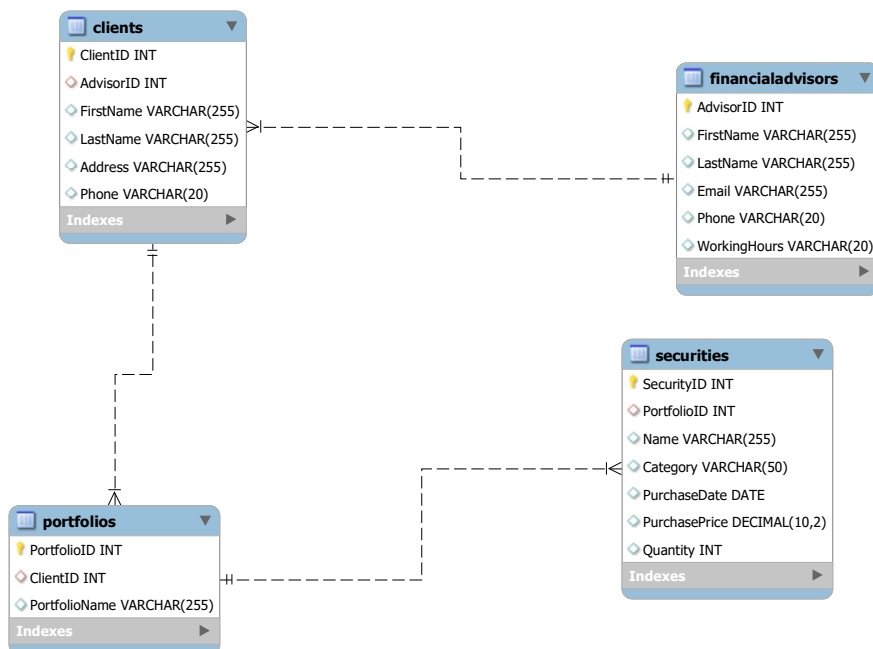 clients
ClientID INT
AdvisorID INT
FirstName VARCHAR(255)
LastName VARCHAR(255)
Address VARCHAR(255)
Phone VARCHAR(20)
Indexes
financialadvisors
AdvisorID INT
FirstName VARCHAR(255)
LastName VARCHAR(255)
Email VARCHAR(255)
Phone VARCHAR(20)
WorkingHours VARCHAR(20)
Indexes
securities
SecurityID INT
PortfolioID INT
Name VARCHAR(255)
Category VARCHAR(50)
PurchaseDate DATE
PurchasePrice DECIMAL(10,2)
Quantity INT
Indexes
portfolios
PortfolioID INT
ClientID INT
PortfolioName VARCHAR(255)
Indexes